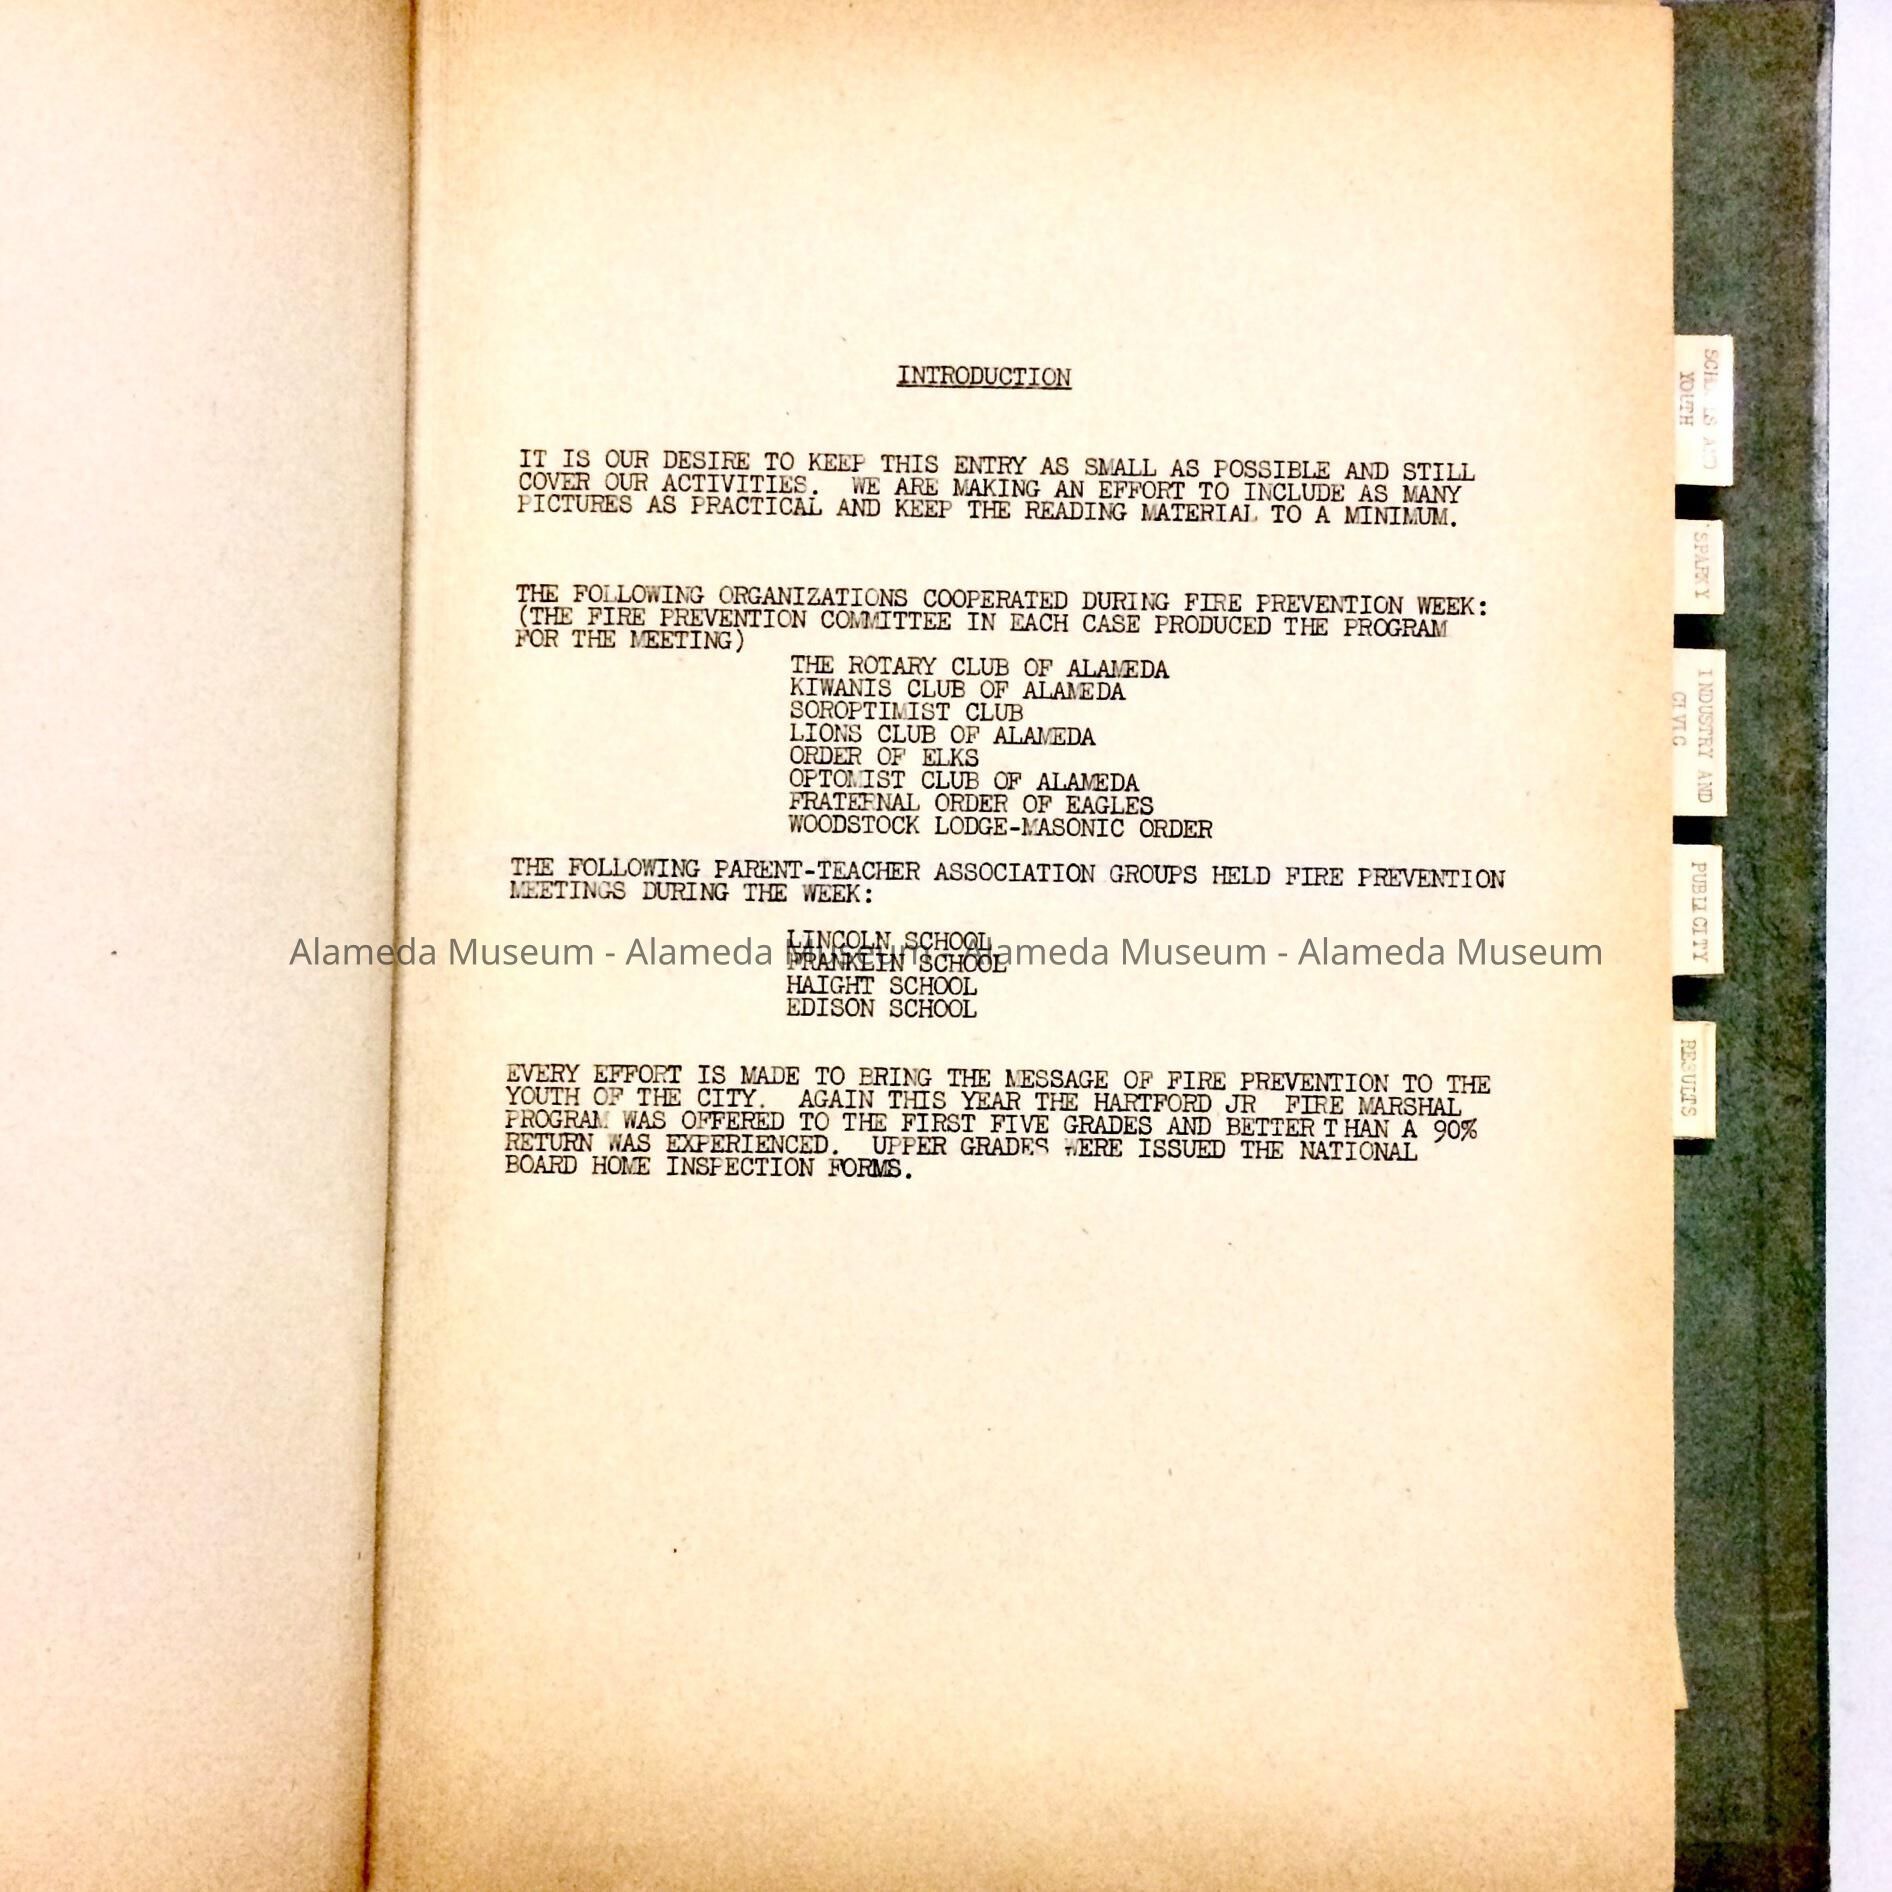 INTRODUCTION
IT IS OUR DESIRE TO KEEP THIS ENTRY AS SMALL AS POSSIBLE AND STILL
COVER OUR ACTIVITIES. WE ARE MAKING AN EFFORT TO INCLUDE AS MANY
PICTURES AS PRACTICAL AND KEEP THE READING MATERIAL TO A MINIMUM.
THE FOLLOWING ORGANIZATIONS COOPERATED DURING FIRE PREVENTION WEEK:
(THE FIRE PREVENTION COMMITTEE IN EACH CASE PRODUCED THE PROGRAM
FOR THE MEETING)
THE ROTARY CLUB OF ALAMEDA
KIWANIS CLUB OF ALAMEDA
SOROPTIMIST CLUB
LIONS CLUB OF ALAMEDA
ORDER OF ELKS
OPTOMIST CLUB OF ALAMEDA
FRATERNAL ORDER OF EAGLES
WOODSTOCK LODGE-MASONIC ORDER
THE FOLLOWING PARENT-TEACHER ASSOCIATION GROUPS HELD FIRE PREVENTION
MEETINGS DURING THE WEEK:
LINCOLN SCHOOL
Alameda Museum - Alameda Museum - Alameda Museum - Alameda Museum
FRANKLIN SCHOOL
HAIGHT SCHOOL
EDISON SCHOOL
EVERY EFFORT IS MADE TO BRING THE MESSAGE OF FIRE PREVENTION TO THE
YOUTH OF THE CITY. AGAIN THIS YEAR THE HARTFORD JR FIRE MARSHAL
PROGRAM WAS OFFERED TO THE FIRST FIVE GRADES AND BETTER THAN A 90%
RETURN WAS EXPERIENCED. UPPER GRADES WERE ISSUED THE NATIONAL
BOARD HOME INSPECTION FORMS.
SCHOOLS AND
YOUTH
"SPARKY
INDUSTRY AND
CIVIC
PUBLICITY
RESULTS